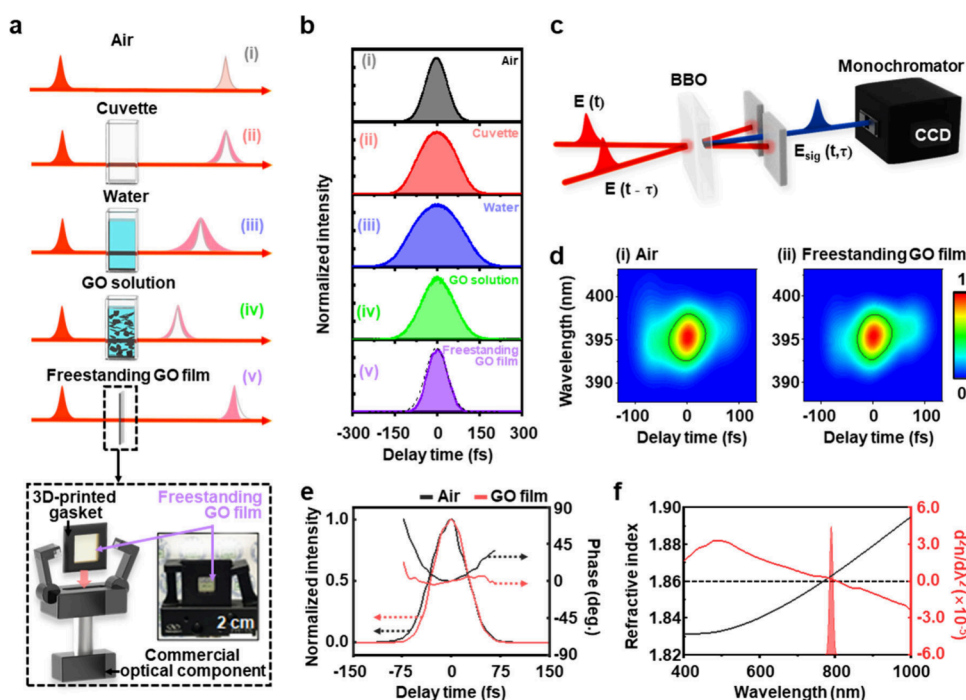 a
Air
(i)
Cuvette
(ii)
Water
(iii)
GO solution
(iv)
Freestanding GO film
(v)
3D-printed
gasket
Freestanding
GO film
2 cm
Commercial
optical component
b
Normalized intensity
(i)
Air
(ii)
Cuvette
(iii)
Water
(iv)
GO solution
(v)
Freestanding
GO film
-300 -150 0 150 300
Delay time (fs)
c
E (t)
E (t - τ)
BBO
Esig (t,τ)
Monochromator
CCD
d
(i) Air
(ii) Freestanding GO film
Wavelength (nm)
400
395
390
-100 0 100
Delay time (fs)
400
395
390
-100 0 100
Delay time (fs)
1
0
e
Air
GO film
Normalized intensity
1.0
0.5
0.0
90
45
0
-45
-90
Phase (deg.)
-150 -75 0 75 150
Delay time (fs)
f
Refractive index
1.90
1.88
1.86
1.84
1.82
6.0
3.0
0.0
-3.0
-6.0
d²n/dλ² (× 10⁻⁵)
400 600 800 1000
Wavelength (nm)